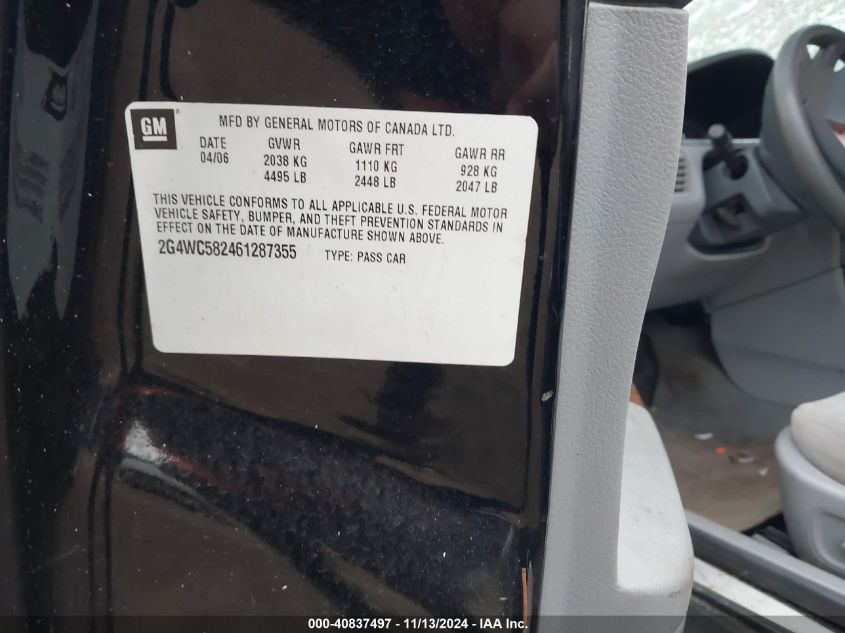 GM
MFD BY GENERAL MOTORS OF CANADA LTD.
DATE GVWR GAWR FRT GAWR RR
04/06 2038 KG 1110 KG 928 KG
4495 LB 2448 LB 2047 LB
THIS VEHICLE CONFORMS TO ALL APPLICABLE U.S. FEDERAL MOTOR
VEHICLE SAFETY, BUMPER, AND THEFT PREVENTION STANDARDS IN
EFFECT ON THE DATE OF MANUFACTURE SHOWN ABOVE.
2G4WC582461287355 TYPE: PASS CAR
000-40837497 - 11/13/2024 - IAA Inc.